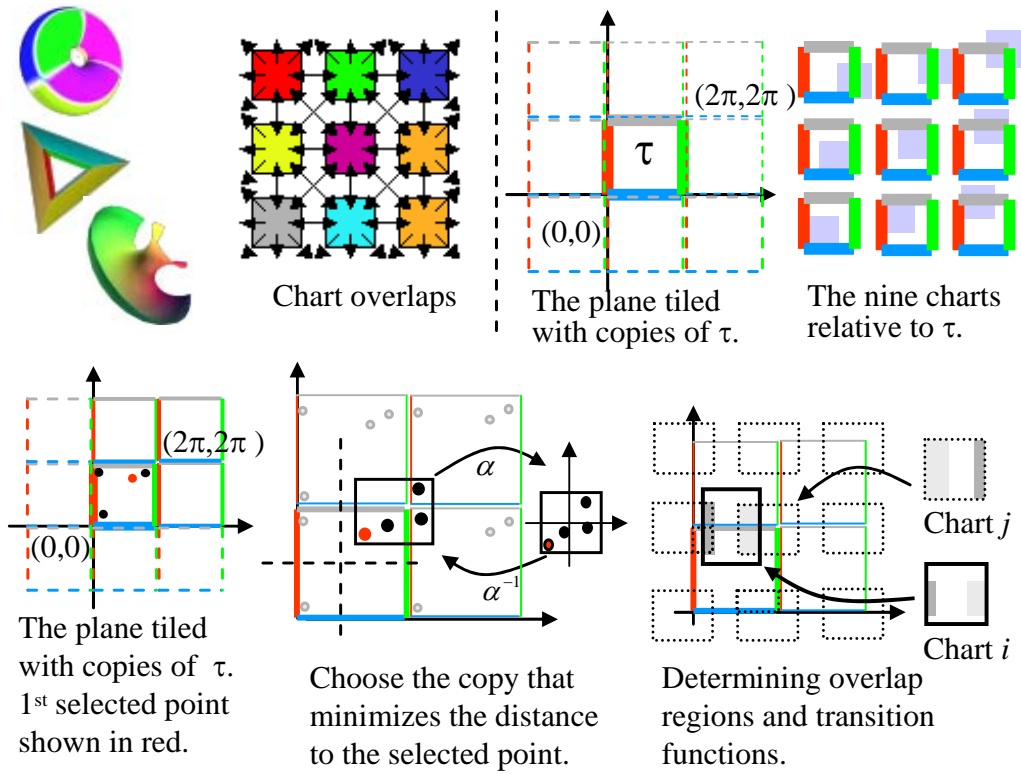 Chart overlaps
(2π,2π )
τ
(0,0)
The plane tiled
with copies of τ.
The nine charts
relative to τ.
(2π,2π )
(0,0)
The plane tiled
with copies of τ.
1st selected point
shown in red.
α
α⁻¹
Choose the copy that
minimizes the distance
to the selected point.
Chart j
Chart i
Determining overlap
regions and transition
functions.